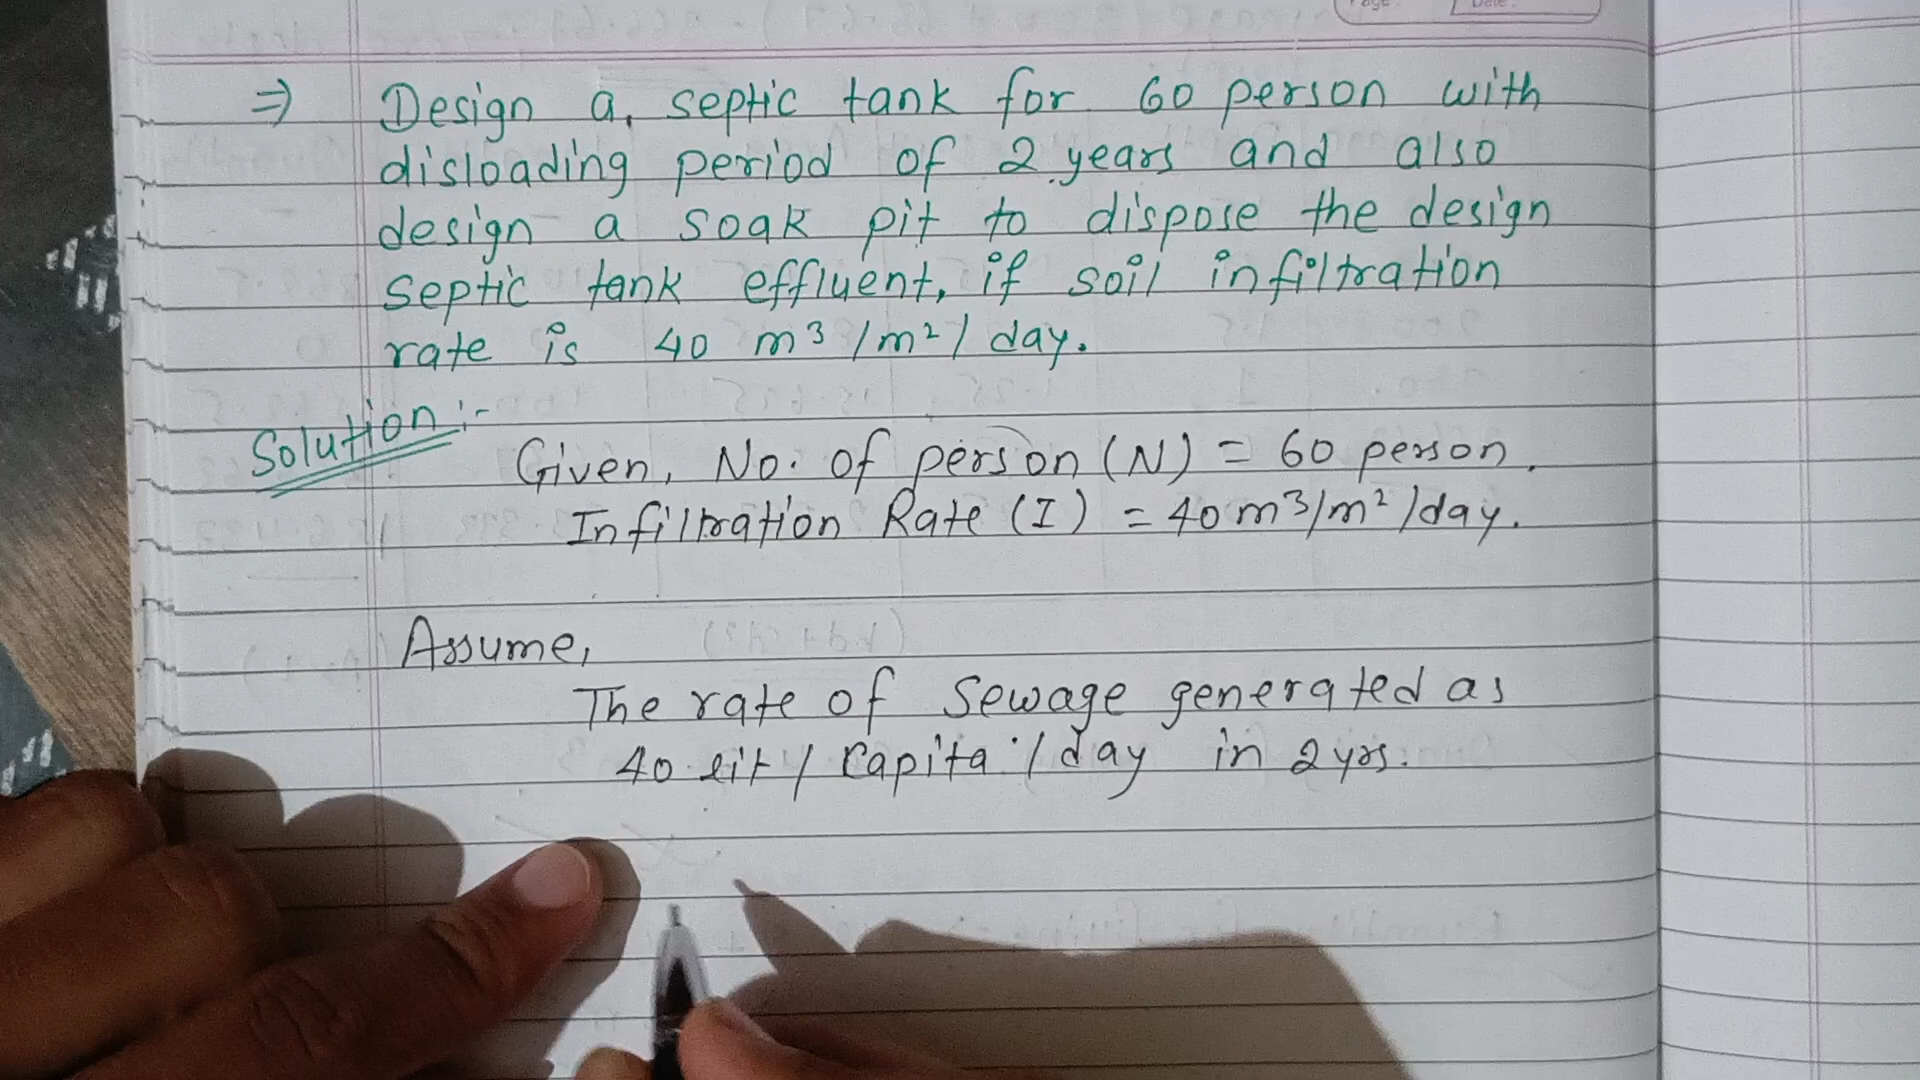 ⇒ Design a septic tank for 60 person with
disloading period of 2 years and also
design a soak pit to dispose the design
septic tank effluent, if soil infiltration
rate is 40 m³/m²/day.
Solution:-
Given, No. of person (N) = 60 person.
Infiltration Rate (I) = 40 m³/m²/day.
Assume,
The rate of sewage generated as
40 lit/capita/day in 2 yrs.